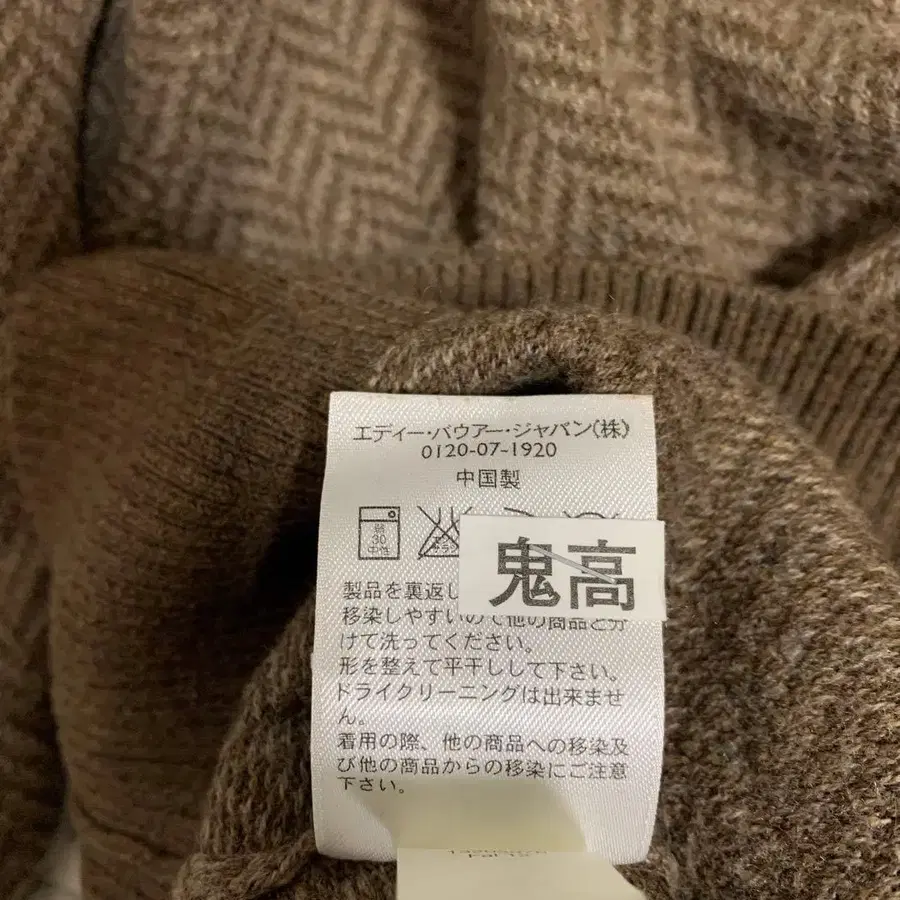 エディー・バウアー・ジャパン(株)
0120-07-1920
中国製
弱
30
中性
鬼高
製品を裏返し
移染しやすいので他の商品と分
けて洗ってください。
形を整えて平干しして下さい。
ドライクリーニングは出来ませ
ん。
着用の際、他の商品への移染及
び他の商品からの移染にご注意
下さい。